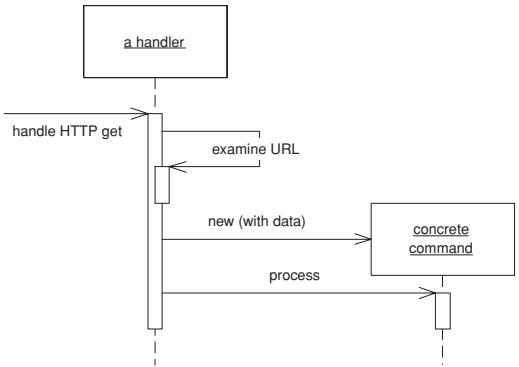 a handler
handle HTTP get
examine URL
new (with data)
concrete
command
process